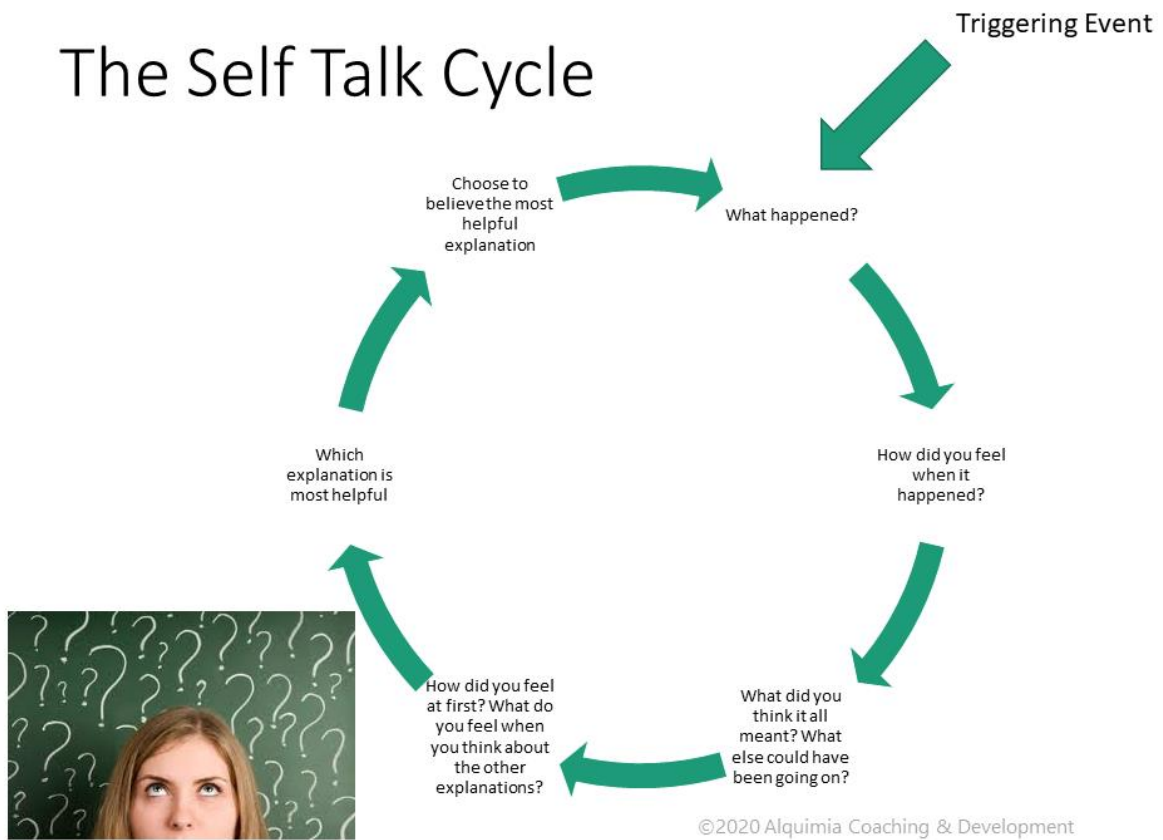 The Self Talk Cycle
Triggering Event
What happened?
How did you feel
when it
happened?
What did you
think it all
meant? What
else could have
been going on?
How did you feel
at first? What do
you feel when
you think about
the other
explanations?
Which
explanation is
most helpful
Choose to
believe the most
helpful
explanation
©2020 Alquimia Coaching & Development